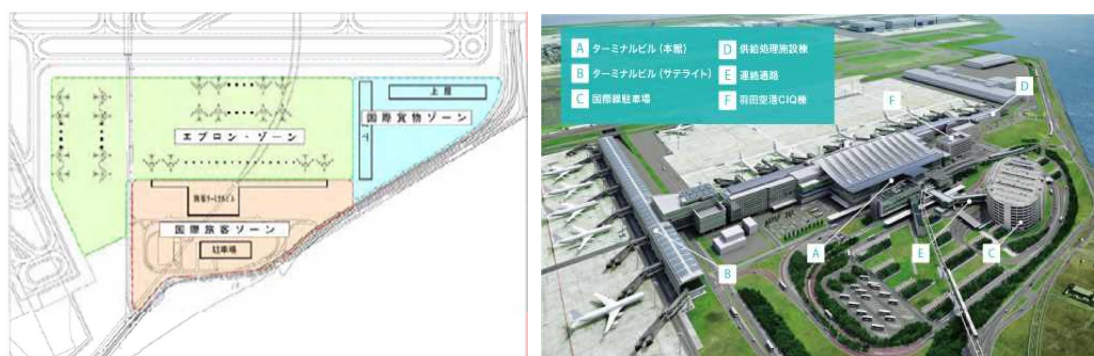 上屋
国際貨物ゾーン
エプロン・ゾーン
旅客ターミナルビル
国際旅客ゾーン
駐車場
A ターミナルビル（本館）
B ターミナルビル（サテライト）
C 国際線駐車場
D 供給処理施設棟
E 連絡通路
F 羽田空港CIQ棟
F
D
A
E
C
B